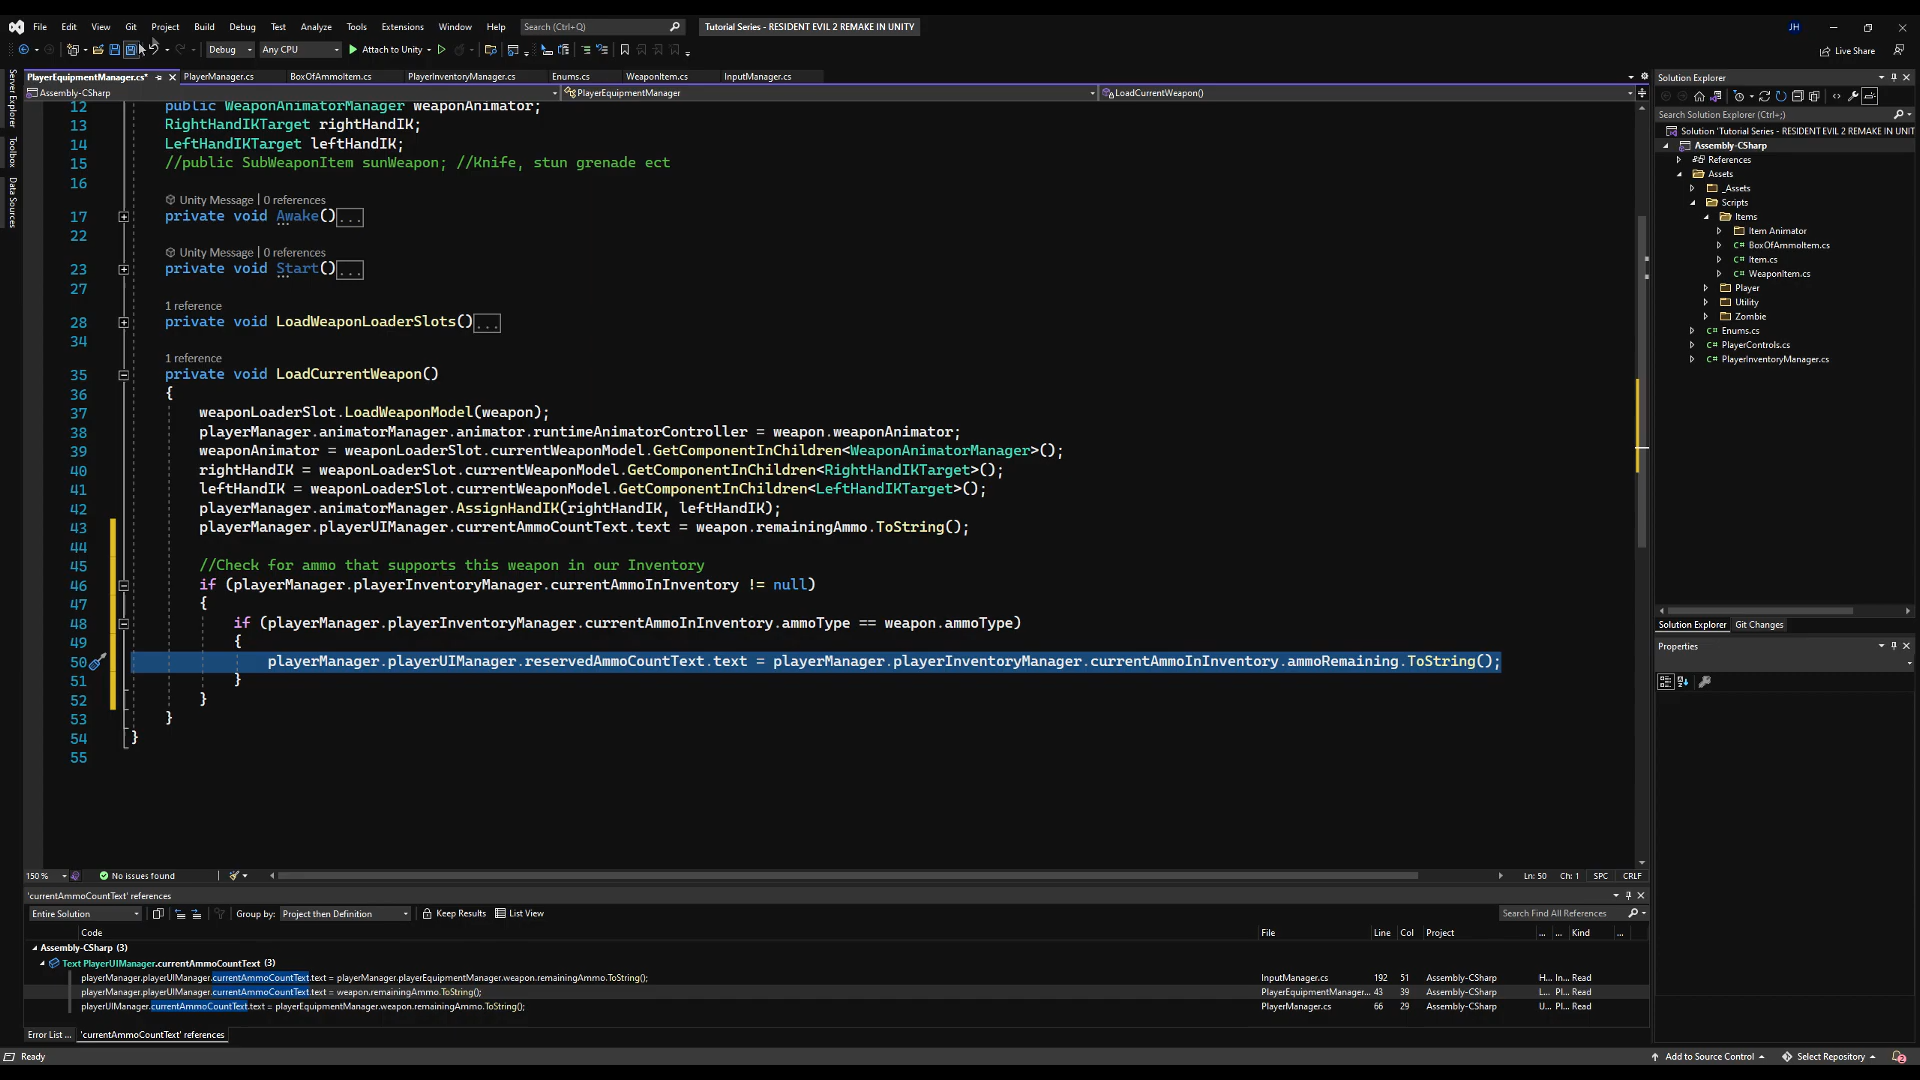 File Edit View Git Project Build Debug Test Analyze Tools Extensions Window Help Search (Ctrl+Q) Tutorial Series - RESIDENT EVIL 2 REMAKE IN UNITY JH
Debug Any CPU Attach to Unity Live Share
PlayerEquipmentManager.cs* PlayerManager.cs BoxOfAmmoItem.cs PlayerInventoryManager.cs Enums.cs WeaponItem.cs InputManager.cs
Assembly-CSharp PlayerEquipmentManager LoadCurrentWeapon()
Server Explorer
Toolbox
Data Sources
12 public WeaponAnimatorManager weaponAnimator;
13 RightHandIKTarget rightHandIK;
14 LeftHandIKTarget leftHandIK;
15 //public SubWeaponItem sunWeapon; //Knife, stun grenade ect
16
Unity Message | 0 references
17 private void Awake()...
22
Unity Message | 0 references
23 private void Start()...
27
1 reference
28 private void LoadWeaponLoaderSlots()...
34
1 reference
35 private void LoadCurrentWeapon()
36 {
37 weaponLoaderSlot.LoadWeaponModel(weapon);
38 playerManager.animatorManager.animator.runtimeAnimatorController = weapon.weaponAnimator;
39 weaponAnimator = weaponLoaderSlot.currentWeaponModel.GetComponentInChildren<WeaponAnimatorManager>();
40 rightHandIK = weaponLoaderSlot.currentWeaponModel.GetComponentInChildren<RightHandIKTarget>();
41 leftHandIK = weaponLoaderSlot.currentWeaponModel.GetComponentInChildren<LeftHandIKTarget>();
42 playerManager.animatorManager.AssignHandIK(rightHandIK, leftHandIK);
43 playerManager.playerUIManager.currentAmmoCountText.text = weapon.remainingAmmo.ToString();
44
45 //Check for ammo that supports this weapon in our Inventory
46 if (playerManager.playerInventoryManager.currentAmmoInInventory != null)
47 {
48 if (playerManager.playerInventoryManager.currentAmmoInInventory.ammoType == weapon.ammoType)
49 {
50 playerManager.playerUIManager.reservedAmmoCountText.text = playerManager.playerInventoryManager.currentAmmoInInventory.ammoRemaining.ToString();
51 }
52 }
53 }
54 }
55
150 % No issues found Ln: 50 Ch: 1 SPC CRLF
'currentAmmoCountText' references
Entire Solution Group by: Project then Definition Keep Results List View Search Find All References
Code File Line Col Project ... ... Kind ...
Assembly-CSharp (3)
Text PlayerUIManager.currentAmmoCountText (3)
playerManager.playerUIManager.currentAmmoCountText.text = playerManager.playerEquipmentManager.weapon.remainingAmmo.ToString(); InputManager.cs 192 51 Assembly-CSharp H... In... Read
playerManager.playerUIManager.currentAmmoCountText.text = weapon.remainingAmmo.ToString(); PlayerEquipmentManager... 43 39 Assembly-CSharp L... Pl... Read
playerUIManager.currentAmmoCountText.text = playerEquipmentManager.weapon.remainingAmmo.ToString(); PlayerManager.cs 66 29 Assembly-CSharp U... Pl... Read
Error List ... 'currentAmmoCountText' references
Ready Add to Source Control Select Repository 2
Solution Explorer
Search Solution Explorer (Ctrl+;)
Solution 'Tutorial Series - RESIDENT EVIL 2 REMAKE IN UNIT
Assembly-CSharp
References
Assets
_Assets
Scripts
Items
Item Animator
C# BoxOfAmmoItem.cs
C# Item.cs
C# WeaponItem.cs
Player
Utility
Zombie
C# Enums.cs
C# PlayerControls.cs
C# PlayerInventoryManager.cs
Solution Explorer Git Changes
Properties